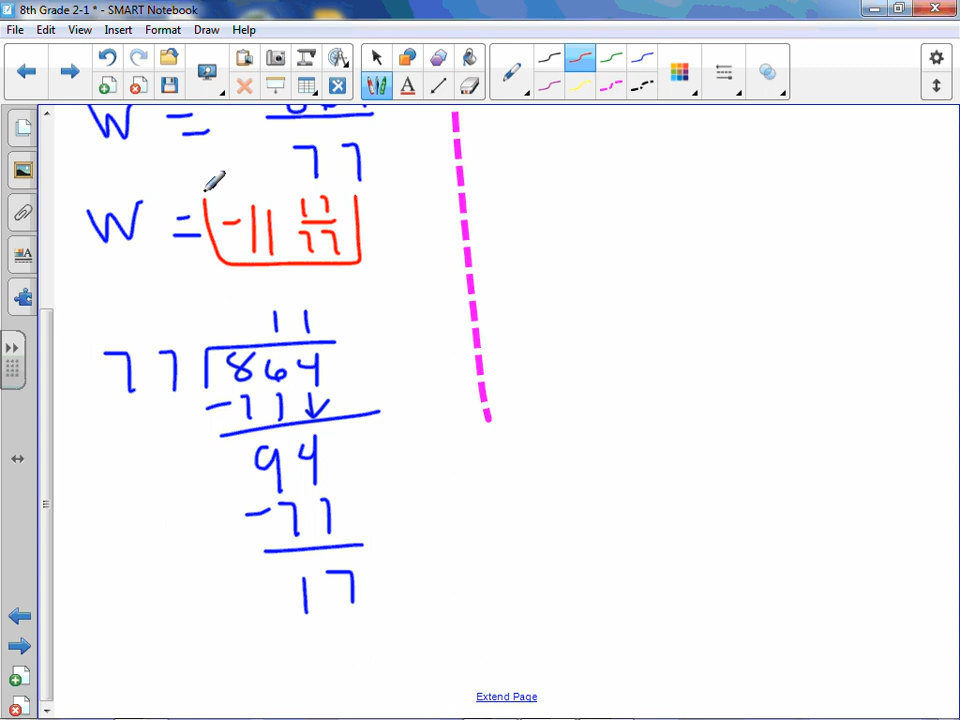 8th Grade 2-1 * - SMART Notebook
File Edit View Insert Format Draw Help
W =
77
W = -11 17/77
11
77 864
-77
94
-77
17
Extend Page